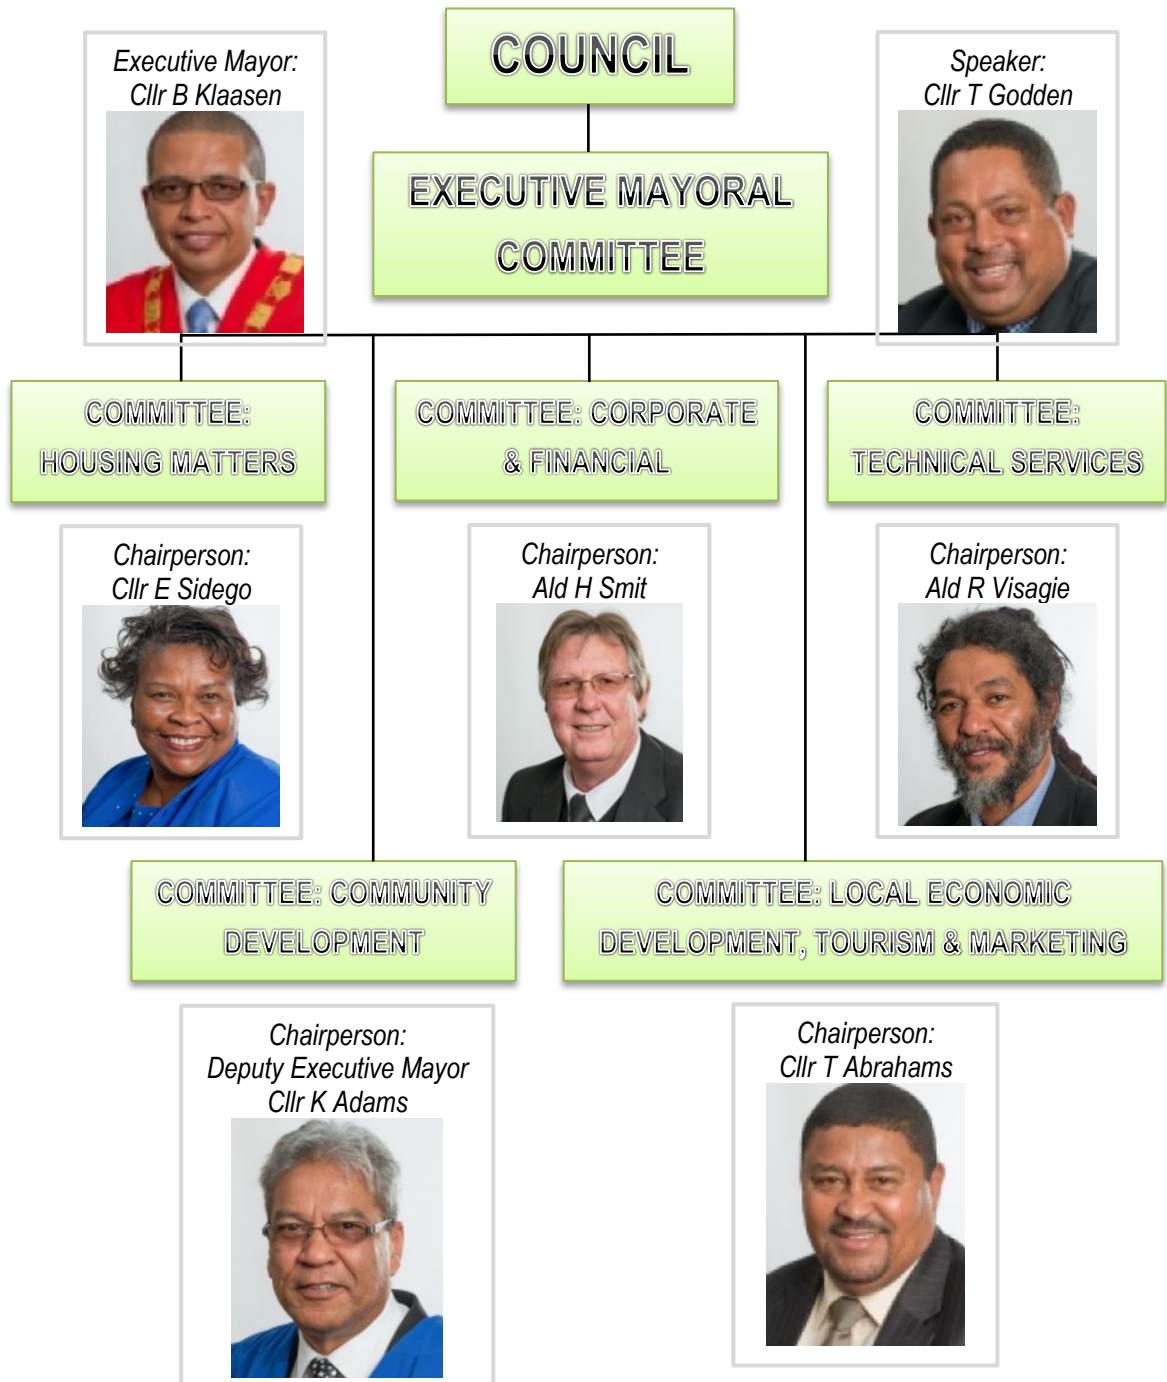 Executive Mayor:
Cllr B Klaasen
COUNCIL
Speaker:
Cllr T Godden
EXECUTIVE MAYORAL
COMMITTEE
COMMITTEE:
HOUSING MATTERS
COMMITTEE: CORPORATE
& FINANCIAL
COMMITTEE:
TECHNICAL SERVICES
Chairperson:
Cllr E Sidego
Chairperson:
Ald H Smit
Chairperson:
Ald R Visagie
COMMITTEE: COMMUNITY
DEVELOPMENT
COMMITTEE: LOCAL ECONOMIC
DEVELOPMENT, TOURISM & MARKETING
Chairperson:
Deputy Executive Mayor
Cllr K Adams
Chairperson:
Cllr T Abrahams